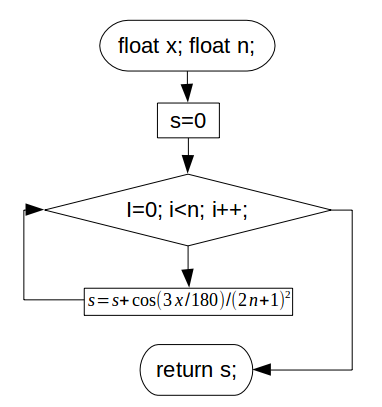 float x; float n;
s=0
I=0; i<n; i++;
s=s+cos(3x/180)/(2n+1)²
return s;